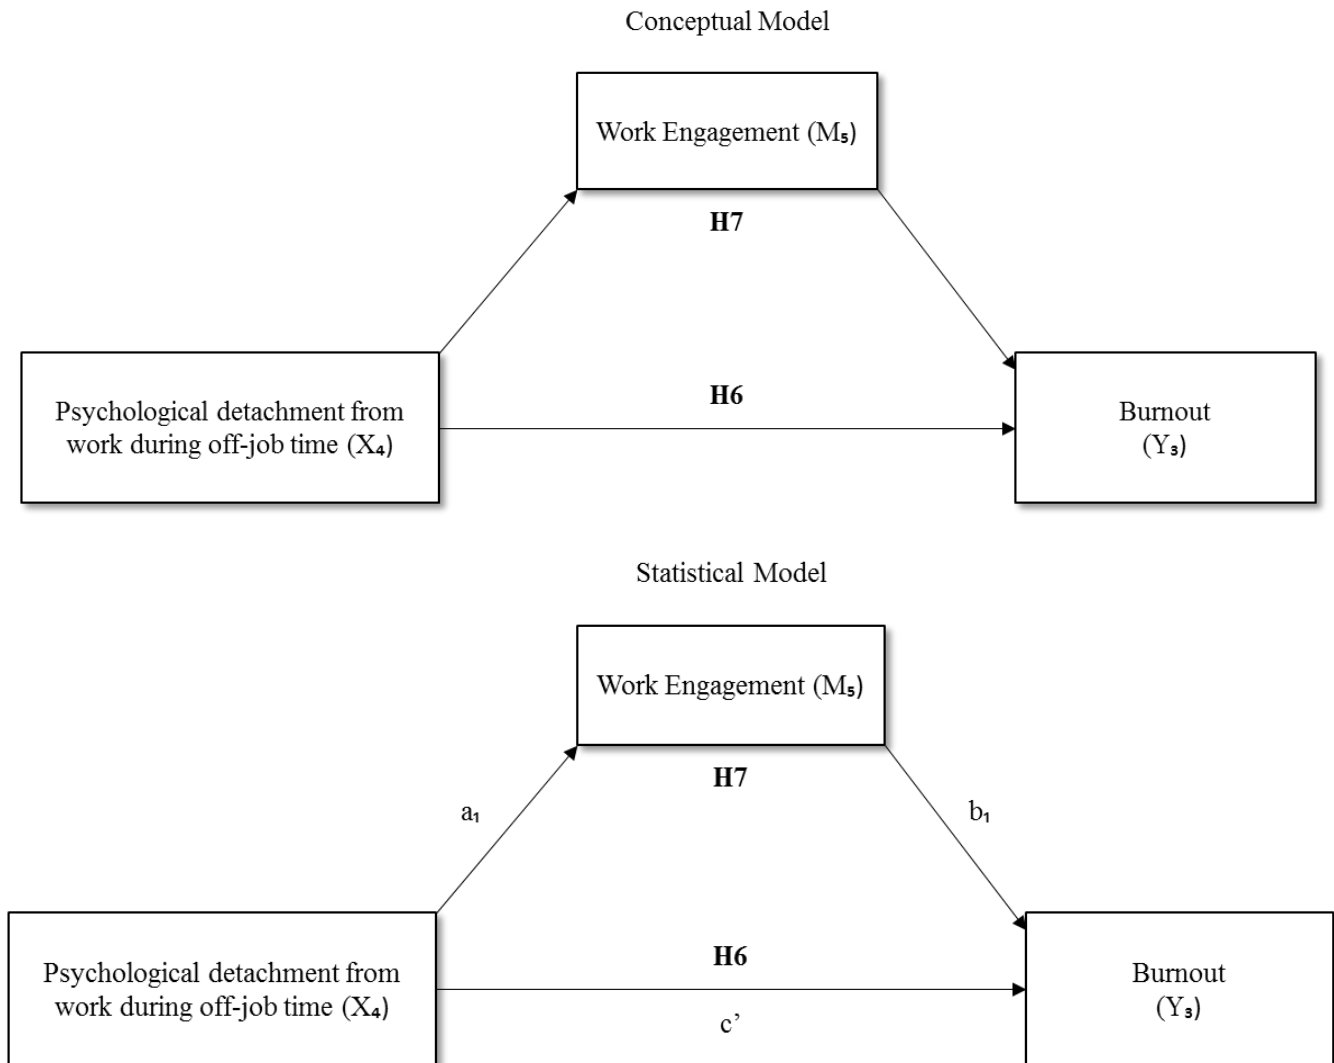 Conceptual Model
Work Engagement (M₅)
H7
H6
Psychological detachment from
work during off-job time (X₄)
Burnout
(Y₃)
Statistical Model
Work Engagement (M₅)
H7
a₁
b₁
H6
Psychological detachment from
work during off-job time (X₄)
c’
Burnout
(Y₃)